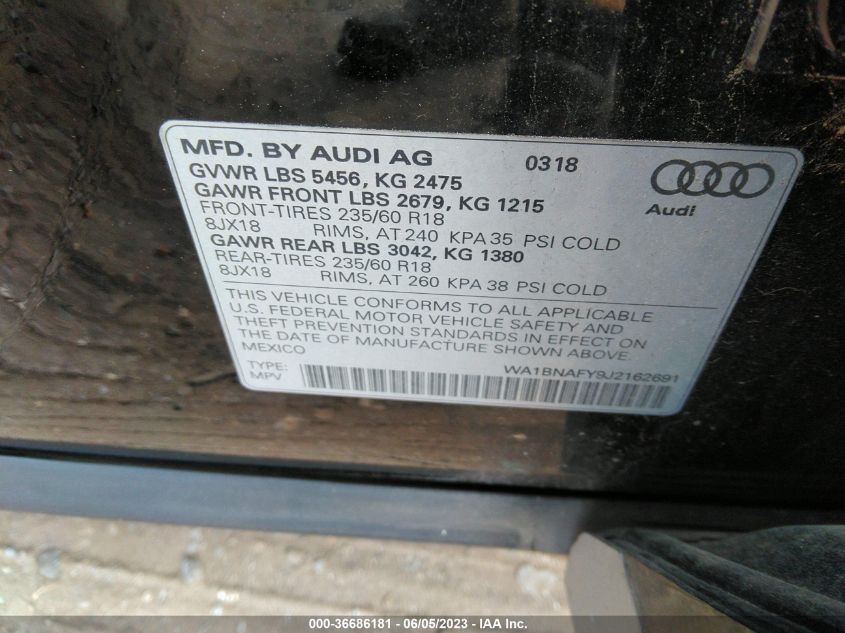 MFD. BY AUDI AG 0318
GVWR LBS 5456, KG 2475
GAWR FRONT LBS 2679, KG 1215
FRONT-TIRES 235/60 R18
8JX18 RIMS, AT 240 KPA 35 PSI COLD
GAWR REAR LBS 3042, KG 1380
REAR-TIRES 235/60 R18
8JX18 RIMS, AT 260 KPA 38 PSI COLD
Audi
THIS VEHICLE CONFORMS TO ALL APPLICABLE
U.S. FEDERAL MOTOR VEHICLE SAFETY AND
THEFT PREVENTION STANDARDS IN EFFECT ON
THE DATE OF MANUFACTURE SHOWN ABOVE.
MEXICO
TYPE: WA1BNAFY9J2162691
MPV
000-36686181 - 06/05/2023 - IAA Inc.